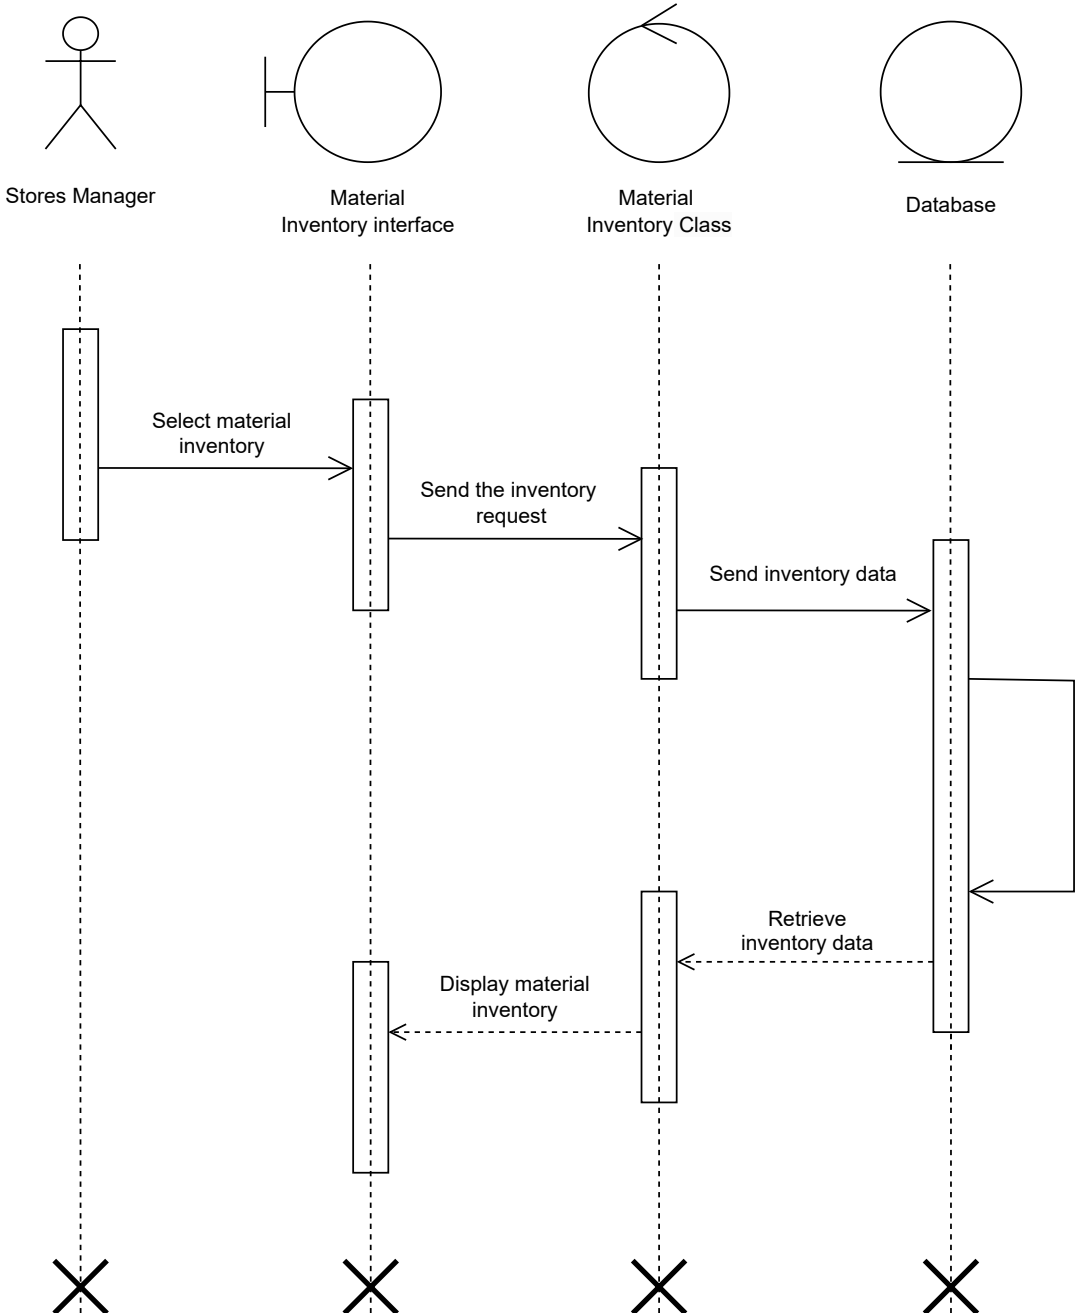 Stores Manager
Material
Inventory interface
Material
Inventory Class
Database
Select material
inventory
Send the inventory
request
Send inventory data
Retrieve
inventory data
Display material
inventory